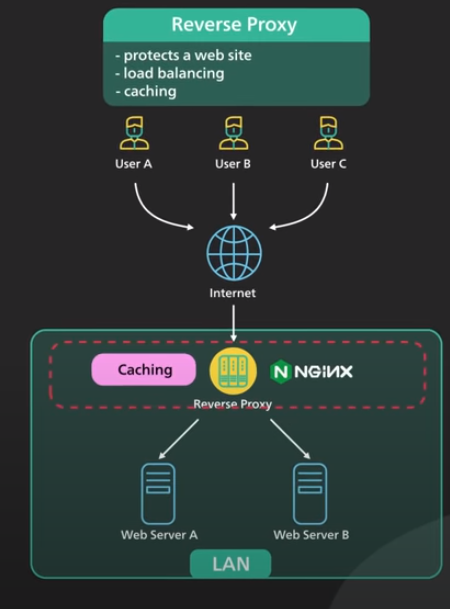 Reverse Proxy
- protects a web site
- load balancing
- caching
User A
User B
User C
Internet
Caching
NGINX
Reverse Proxy
Web Server A
Web Server B
LAN